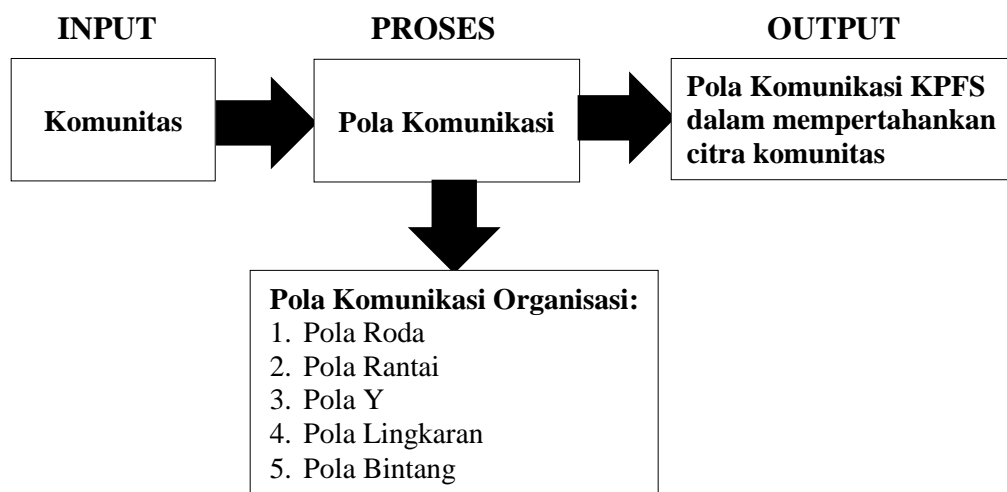 INPUT
PROSES
OUTPUT
Komunitas
Pola Komunikasi
Pola Komunikasi KPFS
dalam mempertahankan
citra komunitas
Pola Komunikasi Organisasi:
1. Pola Roda
2. Pola Rantai
3. Pola Y
4. Pola Lingkaran
5. Pola Bintang